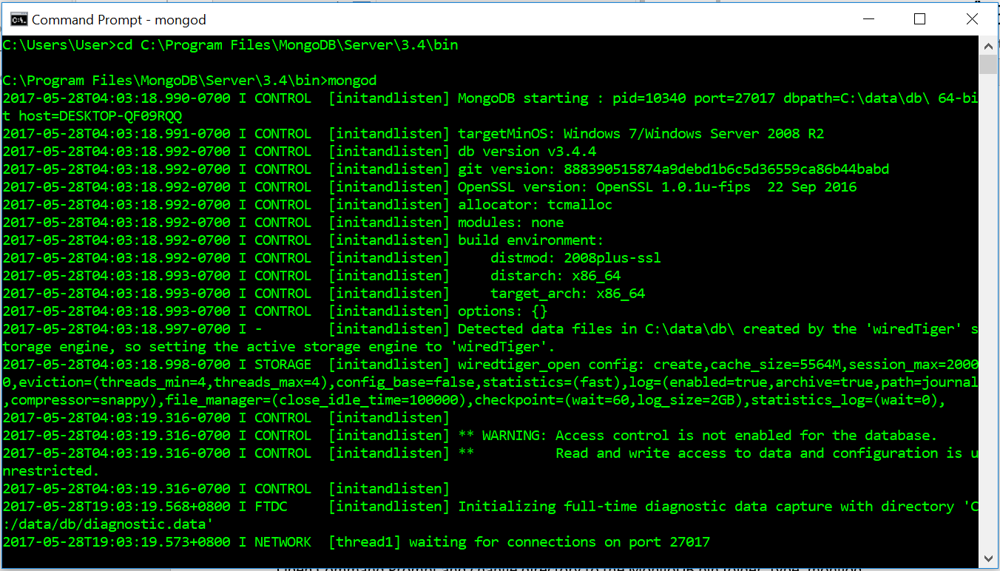 Command Prompt - mongod
C:\Users\User>cd C:\Program Files\MongoDB\Server\3.4\bin
C:\Program Files\MongoDB\Server\3.4\bin>mongod
2017-05-28T04:03:18.990-0700 I CONTROL  [initandlisten] MongoDB starting : pid=10340 port=27017 dbpath=C:\data\db\ 64-bi
t host=DESKTOP-QF09RQQ
2017-05-28T04:03:18.991-0700 I CONTROL  [initandlisten] targetMinOS: Windows 7/Windows Server 2008 R2
2017-05-28T04:03:18.992-0700 I CONTROL  [initandlisten] db version v3.4.4
2017-05-28T04:03:18.992-0700 I CONTROL  [initandlisten] git version: 888390515874a9debd1b6c5d36559ca86b44babd
2017-05-28T04:03:18.992-0700 I CONTROL  [initandlisten] OpenSSL version: OpenSSL 1.0.1u-fips  22 Sep 2016
2017-05-28T04:03:18.992-0700 I CONTROL  [initandlisten] allocator: tcmalloc
2017-05-28T04:03:18.992-0700 I CONTROL  [initandlisten] modules: none
2017-05-28T04:03:18.992-0700 I CONTROL  [initandlisten] build environment:
2017-05-28T04:03:18.992-0700 I CONTROL  [initandlisten]     distmod: 2008plus-ssl
2017-05-28T04:03:18.993-0700 I CONTROL  [initandlisten]     distarch: x86_64
2017-05-28T04:03:18.993-0700 I CONTROL  [initandlisten]     target_arch: x86_64
2017-05-28T04:03:18.993-0700 I CONTROL  [initandlisten] options: {}
2017-05-28T04:03:18.997-0700 I -        [initandlisten] Detected data files in C:\data\db\ created by the 'wiredTiger' s
torage engine, so setting the active storage engine to 'wiredTiger'.
2017-05-28T04:03:18.998-0700 I STORAGE  [initandlisten] wiredtiger_open config: create,cache_size=5564M,session_max=2000
0,eviction=(threads_min=4,threads_max=4),config_base=false,statistics=(fast),log=(enabled=true,archive=true,path=journal
,compressor=snappy),file_manager=(close_idle_time=100000),checkpoint=(wait=60,log_size=2GB),statistics_log=(wait=0),
2017-05-28T04:03:19.316-0700 I CONTROL  [initandlisten]
2017-05-28T04:03:19.316-0700 I CONTROL  [initandlisten] ** WARNING: Access control is not enabled for the database.
2017-05-28T04:03:19.316-0700 I CONTROL  [initandlisten] **          Read and write access to data and configuration is u
nrestricted.
2017-05-28T04:03:19.316-0700 I CONTROL  [initandlisten]
2017-05-28T19:03:19.568+0800 I FTDC     [initandlisten] Initializing full-time diagnostic data capture with directory 'C
:/data/db/diagnostic.data'
2017-05-28T19:03:19.573+0800 I NETWORK  [thread1] waiting for connections on port 27017